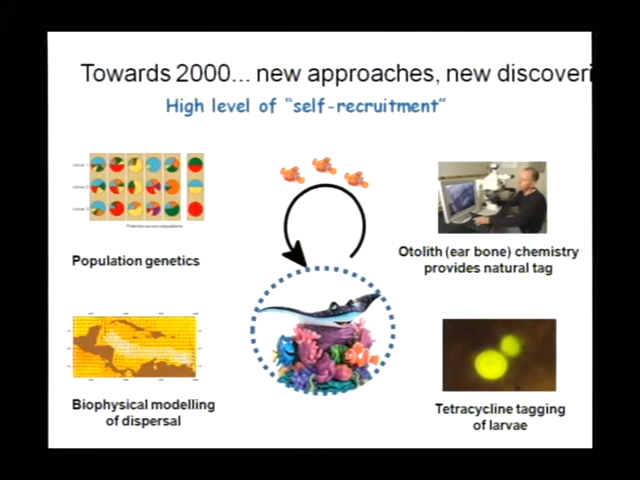 Towards 2000... new approaches, new discoveri
High level of "self-recruitment"
Population genetics
Otolith (ear bone) chemistry
provides natural tag
Biophysical modelling
of dispersal
Tetracycline tagging
of larvae